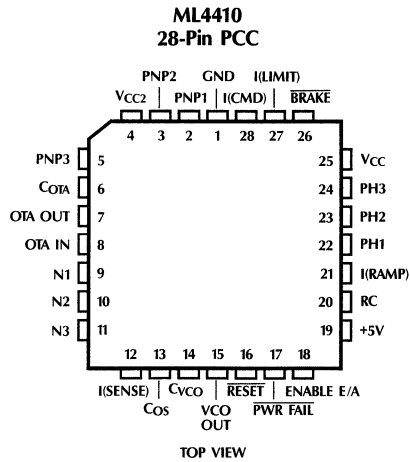 ML4410
28-Pin PCC
PNP2 GND I(LIMIT)
VCC2 PNP1 I(CMD) BRAKE
4 3 2 1 28 27 26
PNP3 5 25 VCC
COTA 6 24 PH3
OTA OUT 7 23 PH2
OTA IN 8 22 PH1
N1 9 21 I(RAMP)
N2 10 20 RC
N3 11 19 +5V
12 13 14 15 16 17 18
I(SENSE) CVCO RESET ENABLE E/A
COS VCO PWR FAIL
OUT
TOP VIEW